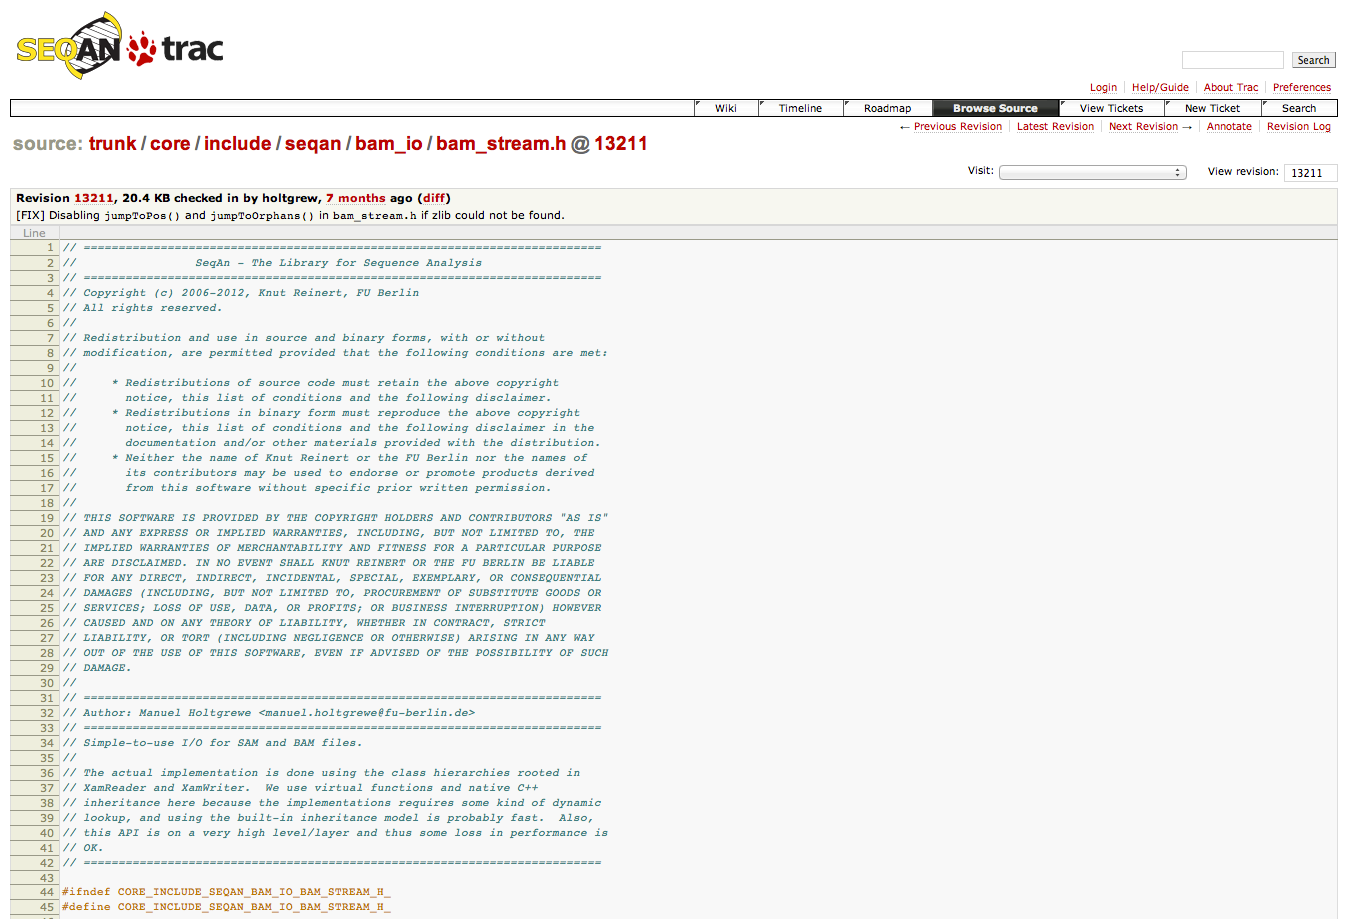 SEQAN trac
Search
Login Help/Guide About Trac Preferences
Wiki Timeline Roadmap Browse Source View Tickets New Ticket Search
← Previous Revision Latest Revision Next Revision → Annotate Revision Log
source: trunk / core / include / seqan / bam_io / bam_stream.h @ 13211
Visit: View revision: 13211
Revision 13211, 20.4 KB checked in by holtgrew, 7 months ago (diff)
[FIX] Disabling jumpToPos() and jumpToOrphans() in bam_stream.h if zlib could not be found.
Line
1 // ==========================================================================
2 // SeqAn - The Library for Sequence Analysis
3 // ==========================================================================
4 // Copyright (c) 2006-2012, Knut Reinert, FU Berlin
5 // All rights reserved.
6 //
7 // Redistribution and use in source and binary forms, with or without
8 // modification, are permitted provided that the following conditions are met:
9 //
10 // * Redistributions of source code must retain the above copyright
11 // notice, this list of conditions and the following disclaimer.
12 // * Redistributions in binary form must reproduce the above copyright
13 // notice, this list of conditions and the following disclaimer in the
14 // documentation and/or other materials provided with the distribution.
15 // * Neither the name of Knut Reinert or the FU Berlin nor the names of
16 // its contributors may be used to endorse or promote products derived
17 // from this software without specific prior written permission.
18 //
19 // THIS SOFTWARE IS PROVIDED BY THE COPYRIGHT HOLDERS AND CONTRIBUTORS "AS IS"
20 // AND ANY EXPRESS OR IMPLIED WARRANTIES, INCLUDING, BUT NOT LIMITED TO, THE
21 // IMPLIED WARRANTIES OF MERCHANTABILITY AND FITNESS FOR A PARTICULAR PURPOSE
22 // ARE DISCLAIMED. IN NO EVENT SHALL KNUT REINERT OR THE FU BERLIN BE LIABLE
23 // FOR ANY DIRECT, INDIRECT, INCIDENTAL, SPECIAL, EXEMPLARY, OR CONSEQUENTIAL
24 // DAMAGES (INCLUDING, BUT NOT LIMITED TO, PROCUREMENT OF SUBSTITUTE GOODS OR
25 // SERVICES; LOSS OF USE, DATA, OR PROFITS; OR BUSINESS INTERRUPTION) HOWEVER
26 // CAUSED AND ON ANY THEORY OF LIABILITY, WHETHER IN CONTRACT, STRICT
27 // LIABILITY, OR TORT (INCLUDING NEGLIGENCE OR OTHERWISE) ARISING IN ANY WAY
28 // OUT OF THE USE OF THIS SOFTWARE, EVEN IF ADVISED OF THE POSSIBILITY OF SUCH
29 // DAMAGE.
30 //
31 // ==========================================================================
32 // Author: Manuel Holtgrewe <manuel.holtgrewe@fu-berlin.de>
33 // ==========================================================================
34 // Simple-to-use I/O for SAM and BAM files.
35 //
36 // The actual implementation is done using the class hierarchies rooted in
37 // XamReader and XamWriter. We use virtual functions and native C++
38 // inheritance here because the implementations requires some kind of dynamic
39 // lookup, and using the built-in inheritance model is probably fast. Also,
40 // this API is on a very high level/layer and thus some loss in performance is
41 // OK.
42 // ==========================================================================
43
44 #ifndef CORE_INCLUDE_SEQAN_BAM_IO_BAM_STREAM_H_
45 #define CORE_INCLUDE_SEQAN_BAM_IO_BAM_STREAM_H_